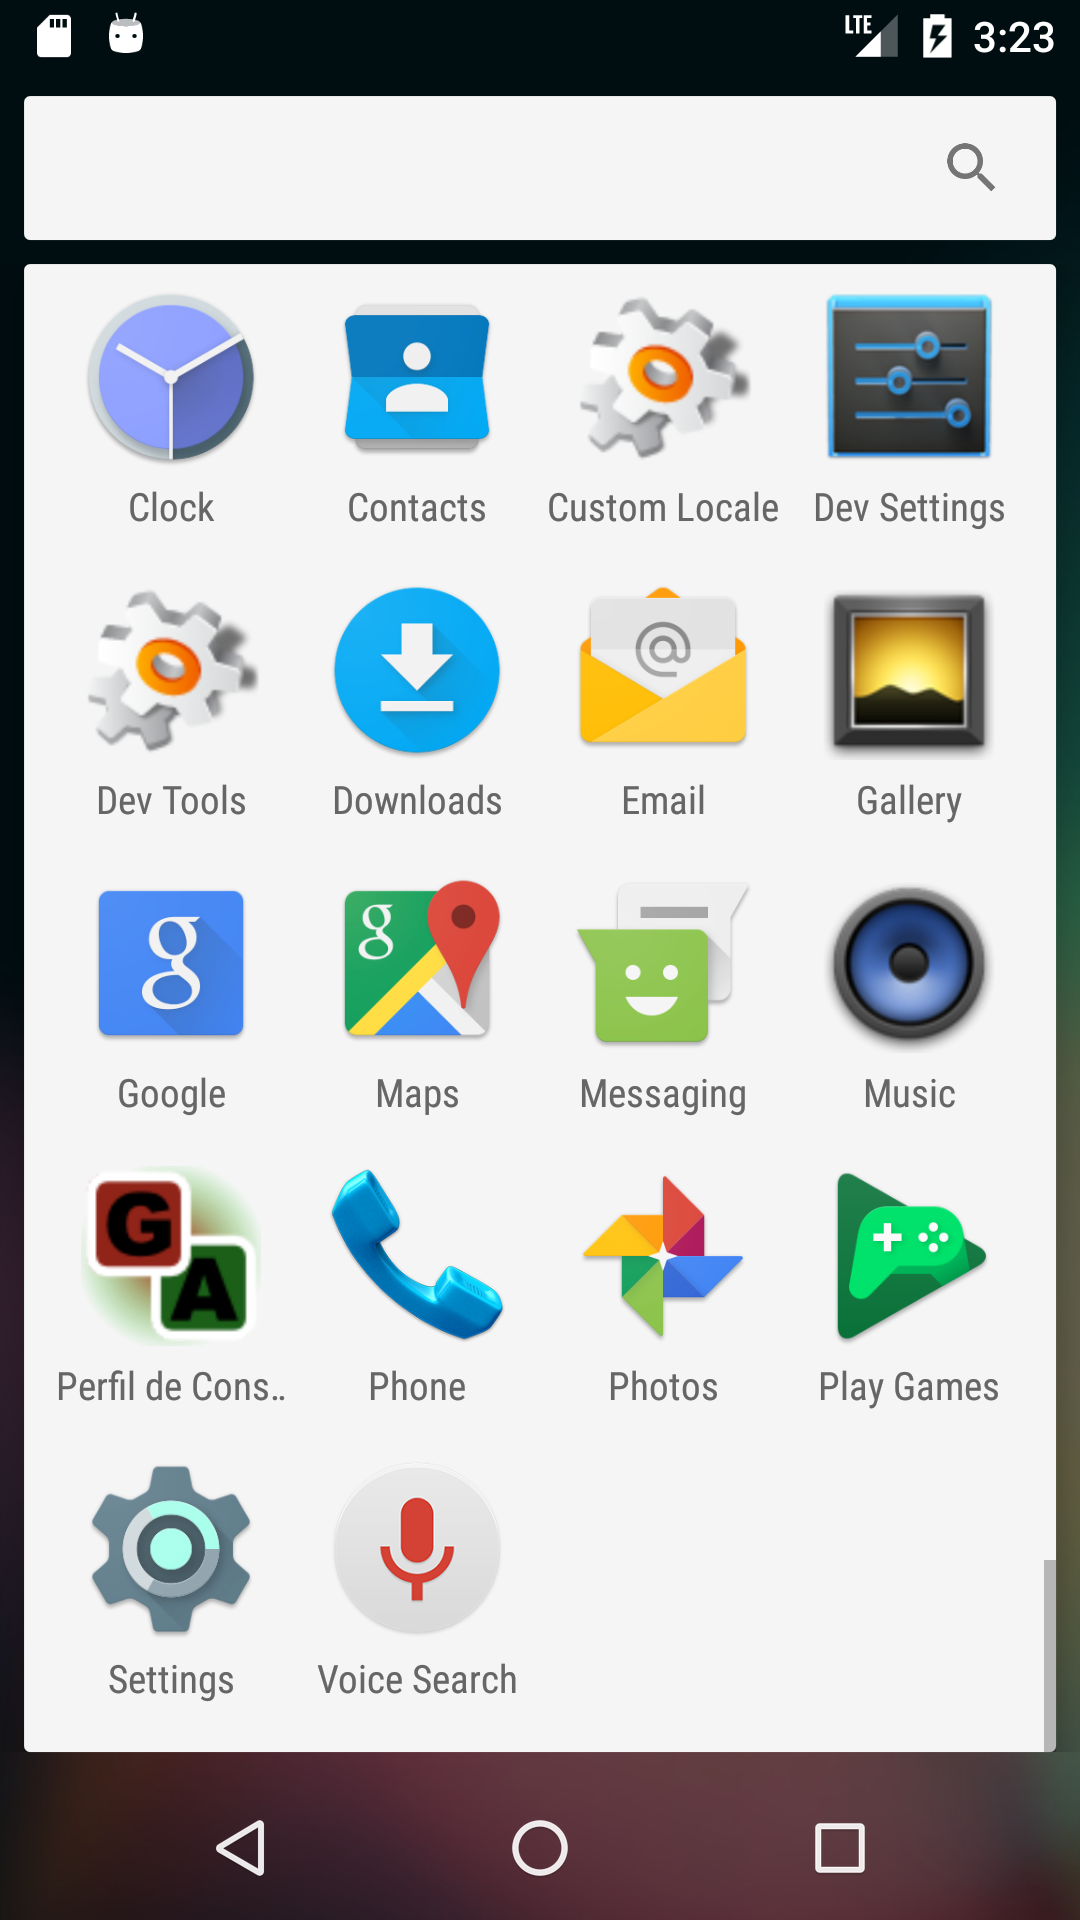 LTE 3:23
Clock Contacts Custom Locale Dev Settings
@
Dev Tools Downloads Email Gallery
g g
Google Maps Messaging Music
G
A
Perfil de Cons... Phone Photos Play Games
Settings Voice Search